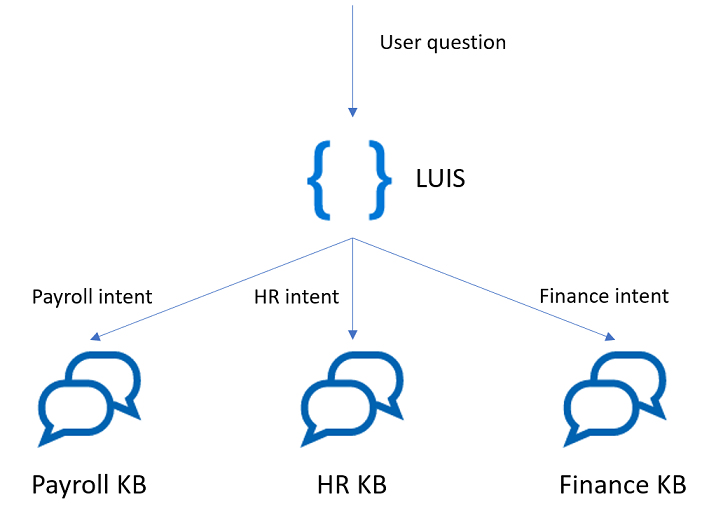 User question
{ } LUIS
Payroll intent
HR intent
Finance intent
Payroll KB
HR KB
Finance KB